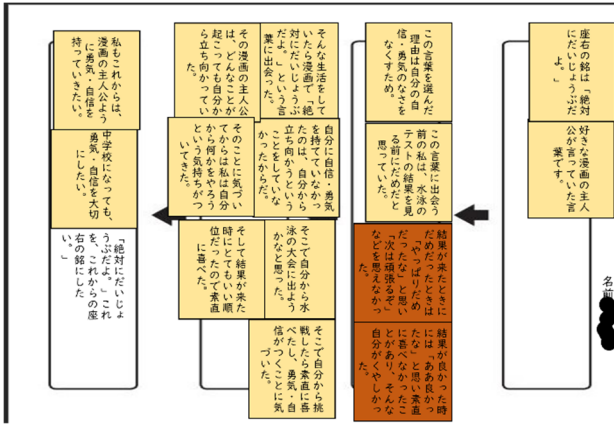 名前
座右の銘は「絶対
にだいじょうぶだ
よ。」
好きな漫画の主人
公が言っていた言
葉です。
この言葉を選んだ
理由は自分の自
信・勇気のなさを
なくすため。
この言葉に出会う
前の私は、水泳の
テストの結果を見
る前にだめだと
思っていた。
結果が来たときに
だめだったときは
「やっぱりだめ
だったな」と思い
「次は頑張るぞ」
などを思えなかっ
た。
結果が良かった時
には「ああ良かっ
たな」と思い素直
に喜べなかったこ
とがあり、そんな
自分がくやしかっ
た。
そんな生活をして
いたら漫画で「絶
対にだいじょうぶ
だよ。」という言
葉に出会った。
その漫画の主人公
は、どんなことが
起こっても自分か
ら立ち向かってい
た。
自分に自信・勇気
を持てていなかっ
たのは、自分から
立ち向かうという
ことをしていな
かったからだ。
そのことに気づい
てからは私は自分
から何かをやろう
という気持ちがつ
いてきた。
そこで自分から水
泳の大会に出よう
かなと思った。
そして結果が来た
時にとてもいい順
位だったので素直
に喜べた。
そこで自分から挑
戦したら素直に喜
べたし、勇気・自
信がつくことに気
づいた。
私もこれからは、
漫画の主人公よう
に勇気・自信を
持っていきたい。
中学校になっても、
勇気・自信を大切
にしたい。
「絶対にだいじょ
うぶだよ。」これ
を、これからの座
右の銘にした
い。」